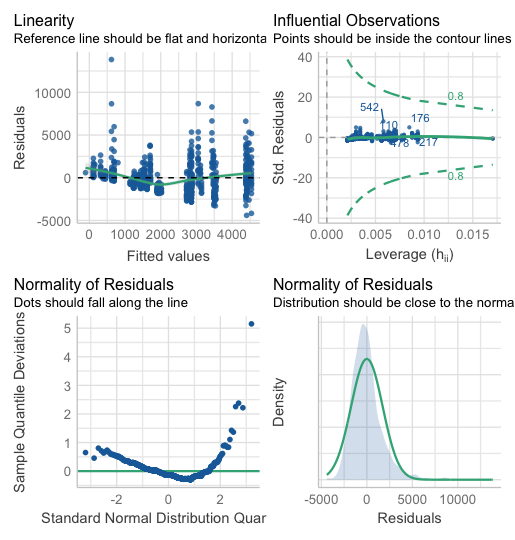 Linearity
Reference line should be flat and horizonta
Residuals
10000
5000
0
-5000
0
1000
2000
3000
4000
Fitted values
Influential Observations
Points should be inside the contour lines
Std. Residuals
40
20
0
-20
-40
0.8
542
10
176
478
217
0.8
0.000
0.005
0.010
0.015
Leverage (hii)
Normality of Residuals
Dots should fall along the line
Sample Quantile Deviations
5
4
3
2
1
0
-2
0
2
Standard Normal Distribution Quar
Normality of Residuals
Distribution should be close to the norma
Density
-5000
0
5000
10000
Residuals